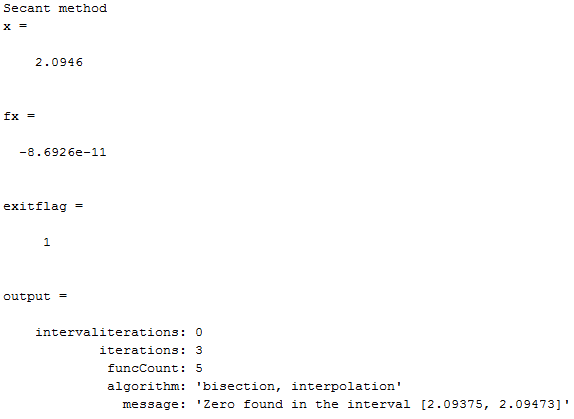 Secant method
x =
2.0946
fx =
-8.6926e-11
exitflag =
1
output =
intervaliterations: 0
iterations: 3
funcCount: 5
algorithm: 'bisection, interpolation'
message: 'Zero found in the interval [2.09375, 2.09473]'